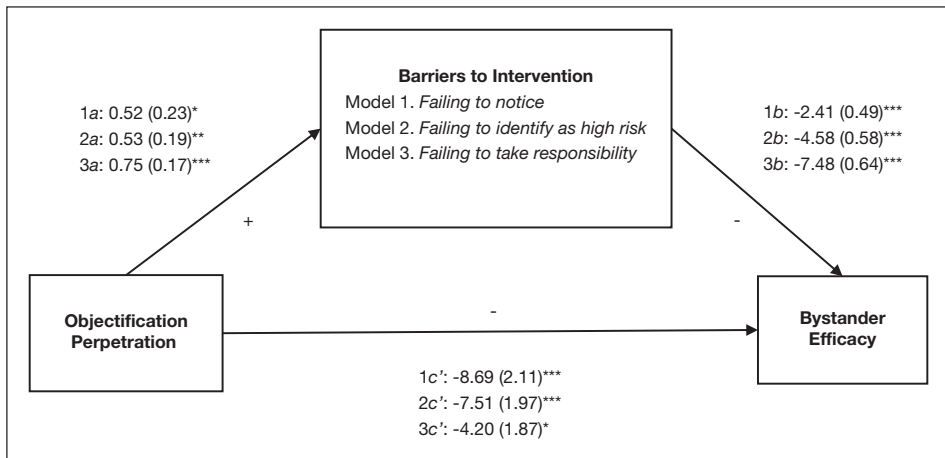 Barriers to Intervention
Model 1. Failing to notice
Model 2. Failing to identify as high risk
Model 3. Failing to take responsibility
1a: 0.52 (0.23)*
2a: 0.53 (0.19)**
3a: 0.75 (0.17)***
1b: -2.41 (0.49)***
2b: -4.58 (0.58)***
3b: -7.48 (0.64)***
+
-
Objectification
Perpetration
-
Bystander
Efficacy
1c’: -8.69 (2.11)***
2c’: -7.51 (1.97)***
3c’: -4.20 (1.87)*